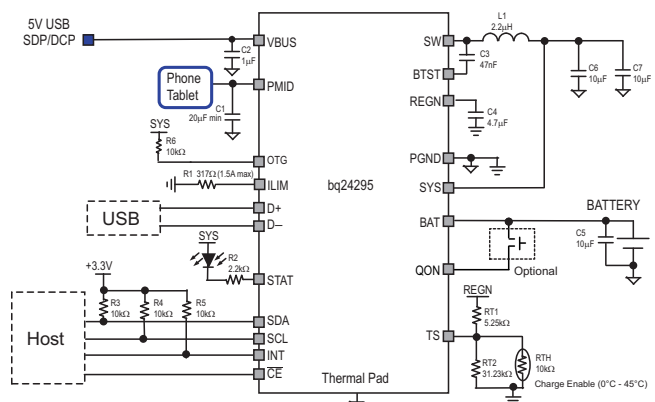 5V USB
SDP/DCP
VBUS
C2
1μF
Phone
Tablet
PMID
C1
20μF min
SYS
R6
10kΩ
OTG
R1 317Ω(1.5A max)
ILIM
USB
D+
D–
SYS
R2
2.2kΩ
STAT
+3.3V
R3
10kΩ
R4
10kΩ
R5
10kΩ
Host
SDA
SCL
INT
CE
bq24295
Thermal Pad
SW
L1
2.2μH
C3
47nF
BTST
C6
10μF
C7
10μF
REGN
C4
4.7μF
PGND
SYS
BAT
BATTERY
C5
10μF
QON
Optional
REGN
RT1
5.25kΩ
TS
RT2
31.23kΩ
RTH
10kΩ
Charge Enable (0°C - 45°C)